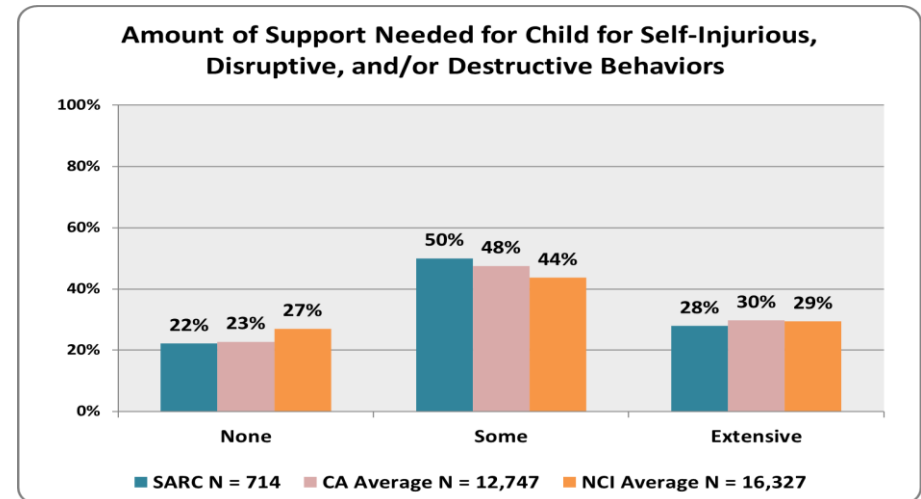 Amount of Support Needed for Child for Self-Injurious,
Disruptive, and/or Destructive Behaviors
100%
80%
60%
40%
20%
0%
22%
23%
27%
50%
48%
44%
28%
30%
29%
None
Some
Extensive
SARC N = 714
CA Average N = 12,747
NCI Average N = 16,327